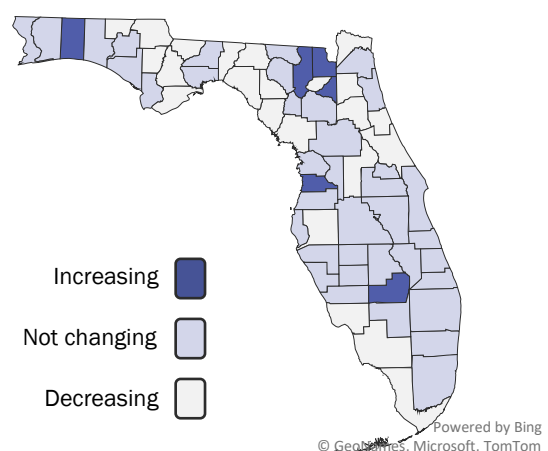 Increasing
Not changing
Decreasing
Powered by Bing
© GeoNames, Microsoft, TomTom